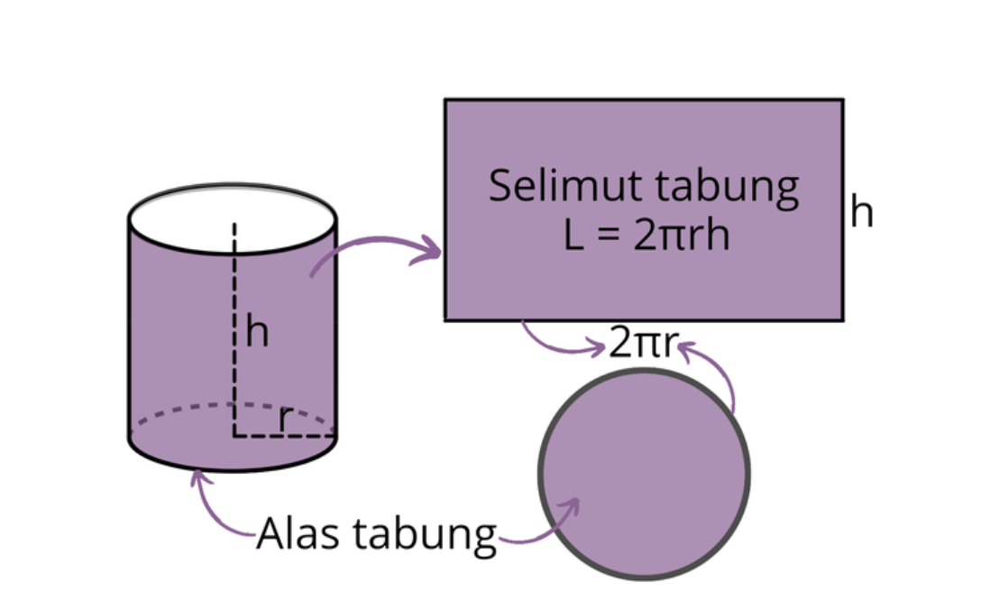 Selimut tabung
L = 2πrh
h
h
2πr
r
Alas tabung